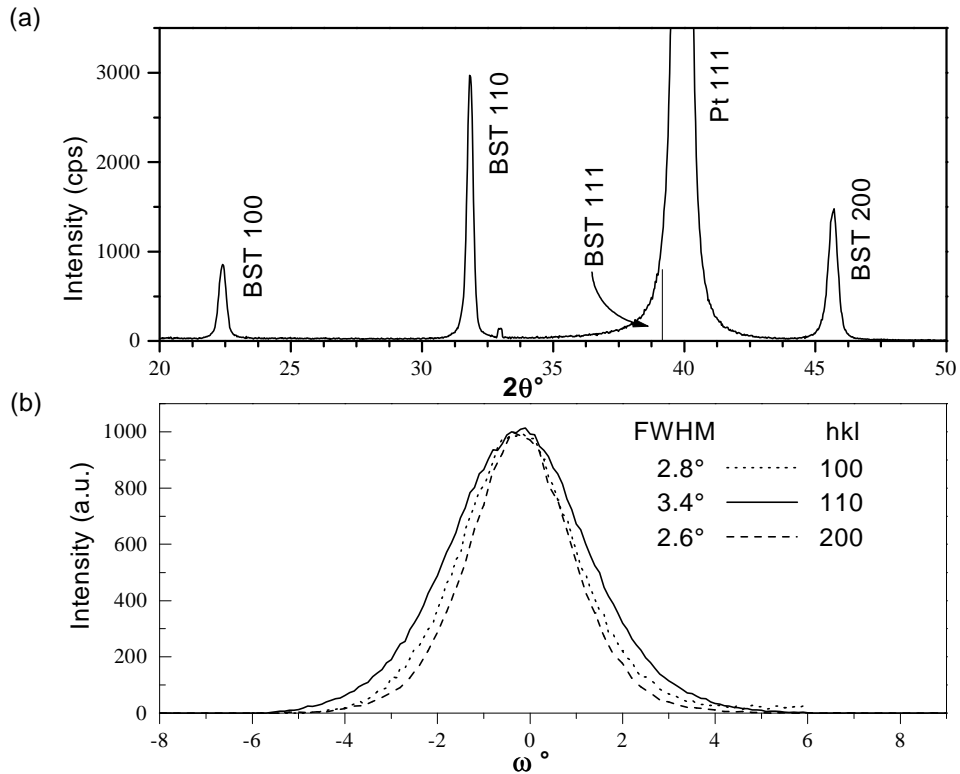 (a)
Intensity (cps)
3000
2000
1000
0
BST 100
BST 110
BST 111
Pt 111
BST 200
20 25 30 35 40 45 50
2θ°
(b)
Intensity (a.u.)
1000
800
600
400
200
0
FWHM hkl
2.8° 100
3.4° 110
2.6° 200
-8 -6 -4 -2 0 2 4 6 8
ω °